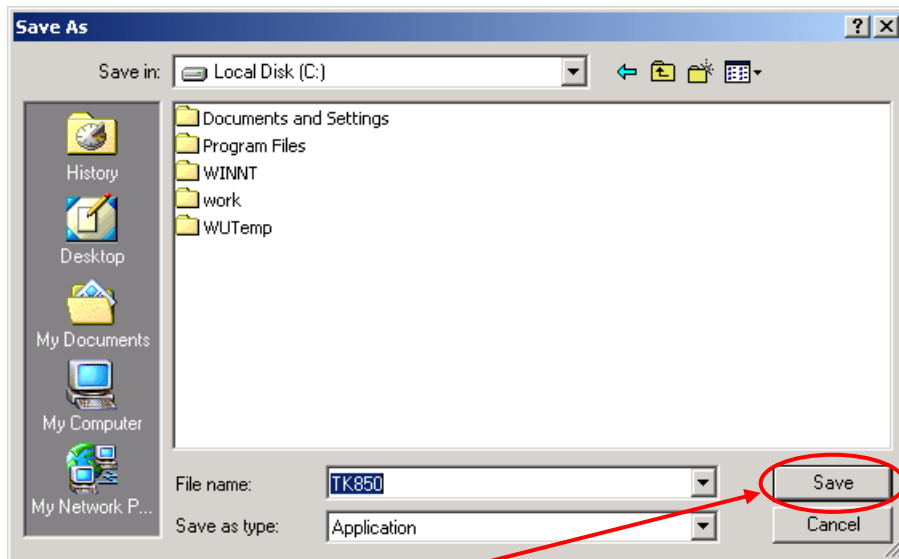 Save As
Save in:
Local Disk (C:)
History
Desktop
My Documents
My Computer
My Network P...
Documents and Settings
Program Files
WINNT
work
WUTemp
File name:
TK850
Save
Save as type:
Application
Cancel